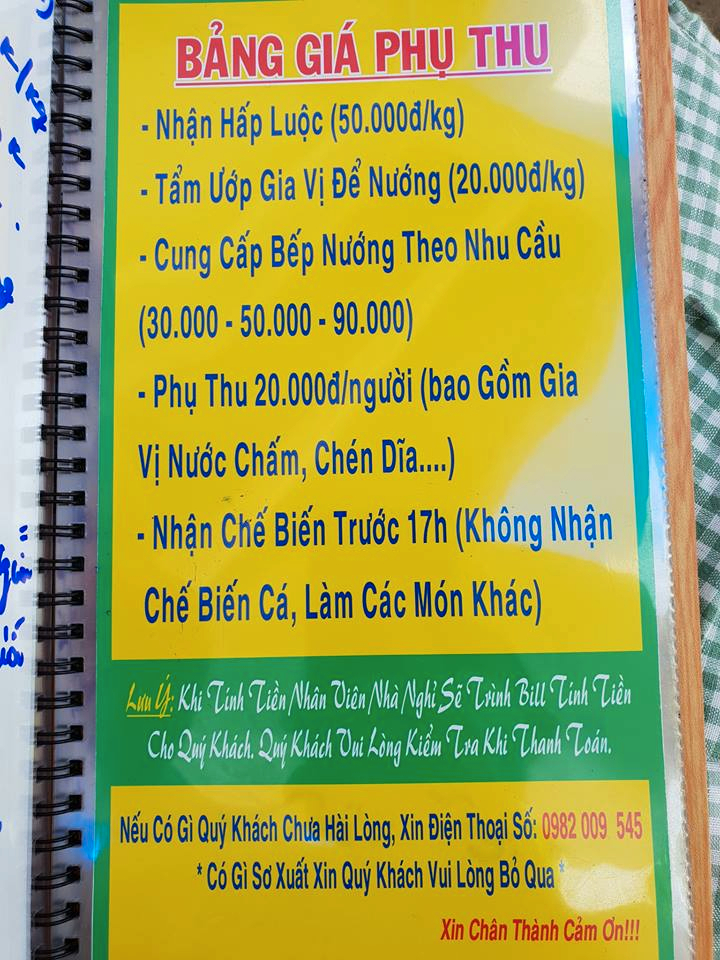 BẢNG GIÁ PHỤ THU
- Nhận Hấp Luộc (50.000đ/kg)
- Tẩm Ướp Gia Vị Để Nướng (20.000đ/kg)
- Cung Cấp Bếp Nướng Theo Nhu Cầu
(30.000 - 50.000 - 90.000)
- Phụ Thu 20.000đ/người (bao Gồm Gia
Vị Nước Chấm, Chén Dĩa....)
- Nhận Chế Biến Trước 17h (Không Nhận
Chế Biến Cá, Làm Các Món Khác)
Lưu Ý: Khi Tính Tiền Nhân Viên Nhà Nghỉ Sẽ Trình Bill Tính Tiền
Cho Quý Khách. Quý Khách Vui Lòng Kiểm Tra Khi Thanh Toán.
Nếu Có Gì Quý Khách Chưa Hài Lòng, Xin Điện Thoại Số: 0982 009 545
* Có Gì Sơ Xuất Xin Quý Khách Vui Lòng Bỏ Qua *
Xin Chân Thành Cảm Ơn!!!